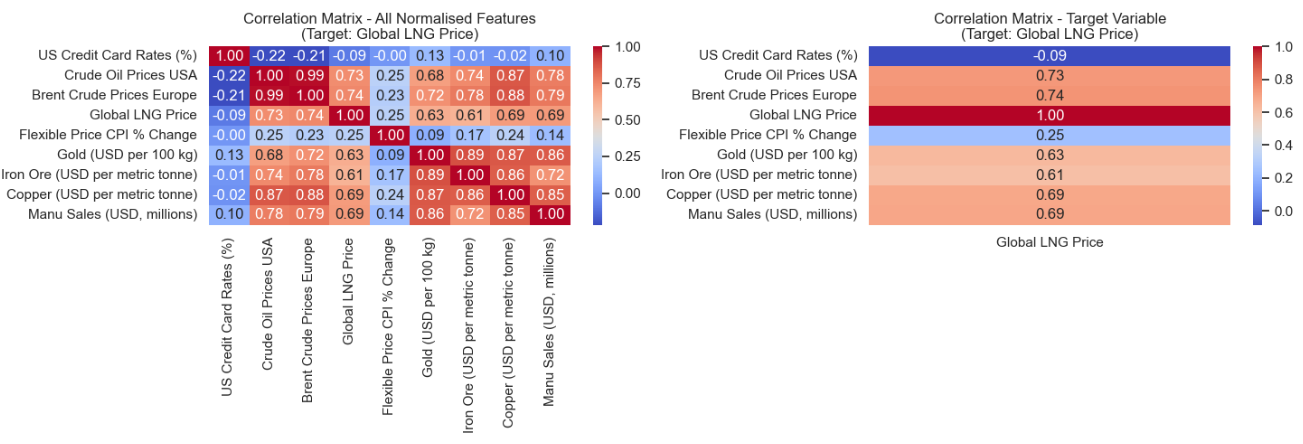 Correlation Matrix - All Normalised Features
(Target: Global LNG Price)
US Credit Card Rates (%) 1.00 -0.22 -0.21 -0.09 -0.00 0.13 -0.01 -0.02 0.10
Crude Oil Prices USA -0.22 1.00 0.99 0.73 0.25 0.68 0.74 0.87 0.78
Brent Crude Prices Europe -0.21 0.99 1.00 0.74 0.23 0.72 0.78 0.88 0.79
Global LNG Price -0.09 0.73 0.74 1.00 0.25 0.63 0.61 0.69 0.69
Flexible Price CPI % Change -0.00 0.25 0.23 0.25 1.00 0.09 0.17 0.24 0.14
Gold (USD per 100 kg) 0.13 0.68 0.72 0.63 0.09 1.00 0.89 0.87 0.86
Iron Ore (USD per metric tonne) -0.01 0.74 0.78 0.61 0.17 0.89 1.00 0.86 0.72
Copper (USD per metric tonne) -0.02 0.87 0.88 0.69 0.24 0.87 0.86 1.00 0.85
Manu Sales (USD, millions) 0.10 0.78 0.79 0.69 0.14 0.86 0.72 0.85 1.00
US Credit Card Rates (%)
Crude Oil Prices USA
Brent Crude Prices Europe
Global LNG Price
Flexible Price CPI % Change
Gold (USD per 100 kg)
Iron Ore (USD per metric tonne)
Copper (USD per metric tonne)
Manu Sales (USD, millions)
1.00
0.75
0.50
0.25
0.00
Correlation Matrix - Target Variable
(Target: Global LNG Price)
US Credit Card Rates (%) -0.09
Crude Oil Prices USA 0.73
Brent Crude Prices Europe 0.74
Global LNG Price 1.00
Flexible Price CPI % Change 0.25
Gold (USD per 100 kg) 0.63
Iron Ore (USD per metric tonne) 0.61
Copper (USD per metric tonne) 0.69
Manu Sales (USD, millions) 0.69
Global LNG Price
1.0
0.8
0.6
0.4
0.2
0.0